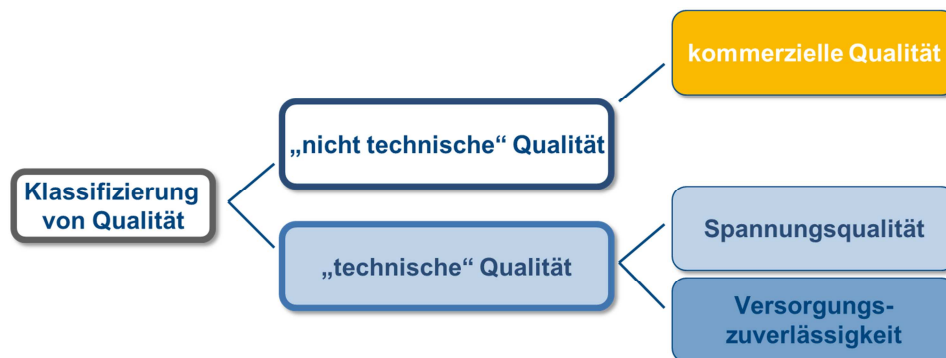 Klassifizierung
von Qualität
„nicht technische“ Qualität
kommerzielle Qualität
„technische“ Qualität
Spannungsqualität
Versorgungs-
zuverlässigkeit